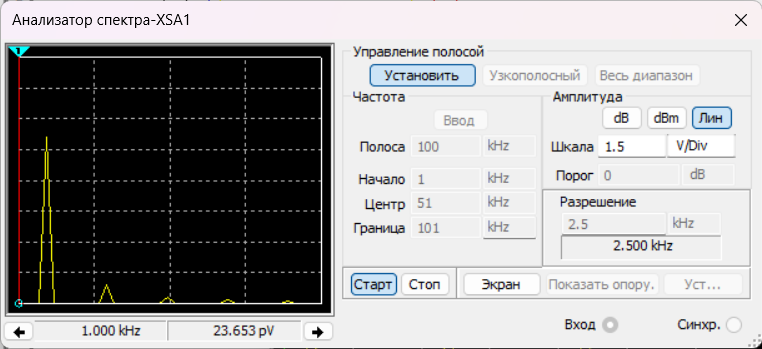 Анализатор спектра-XSA1
1
Управление полосой
Установить Узкополосный Весь диапазон
Частота
Ввод
Полоса 100 kHz
Начало 1 kHz
Центр 51 kHz
Граница 101 kHz
Амплитуда
dB dBm Лин
Шкала 1.5 V/Div
Порог 0 dB
Разрешение
2.5 kHz
2.500 kHz
Старт Стоп Экран Показать опору. Уст...
1.000 kHz 23.653 pV
Вход Синхр.